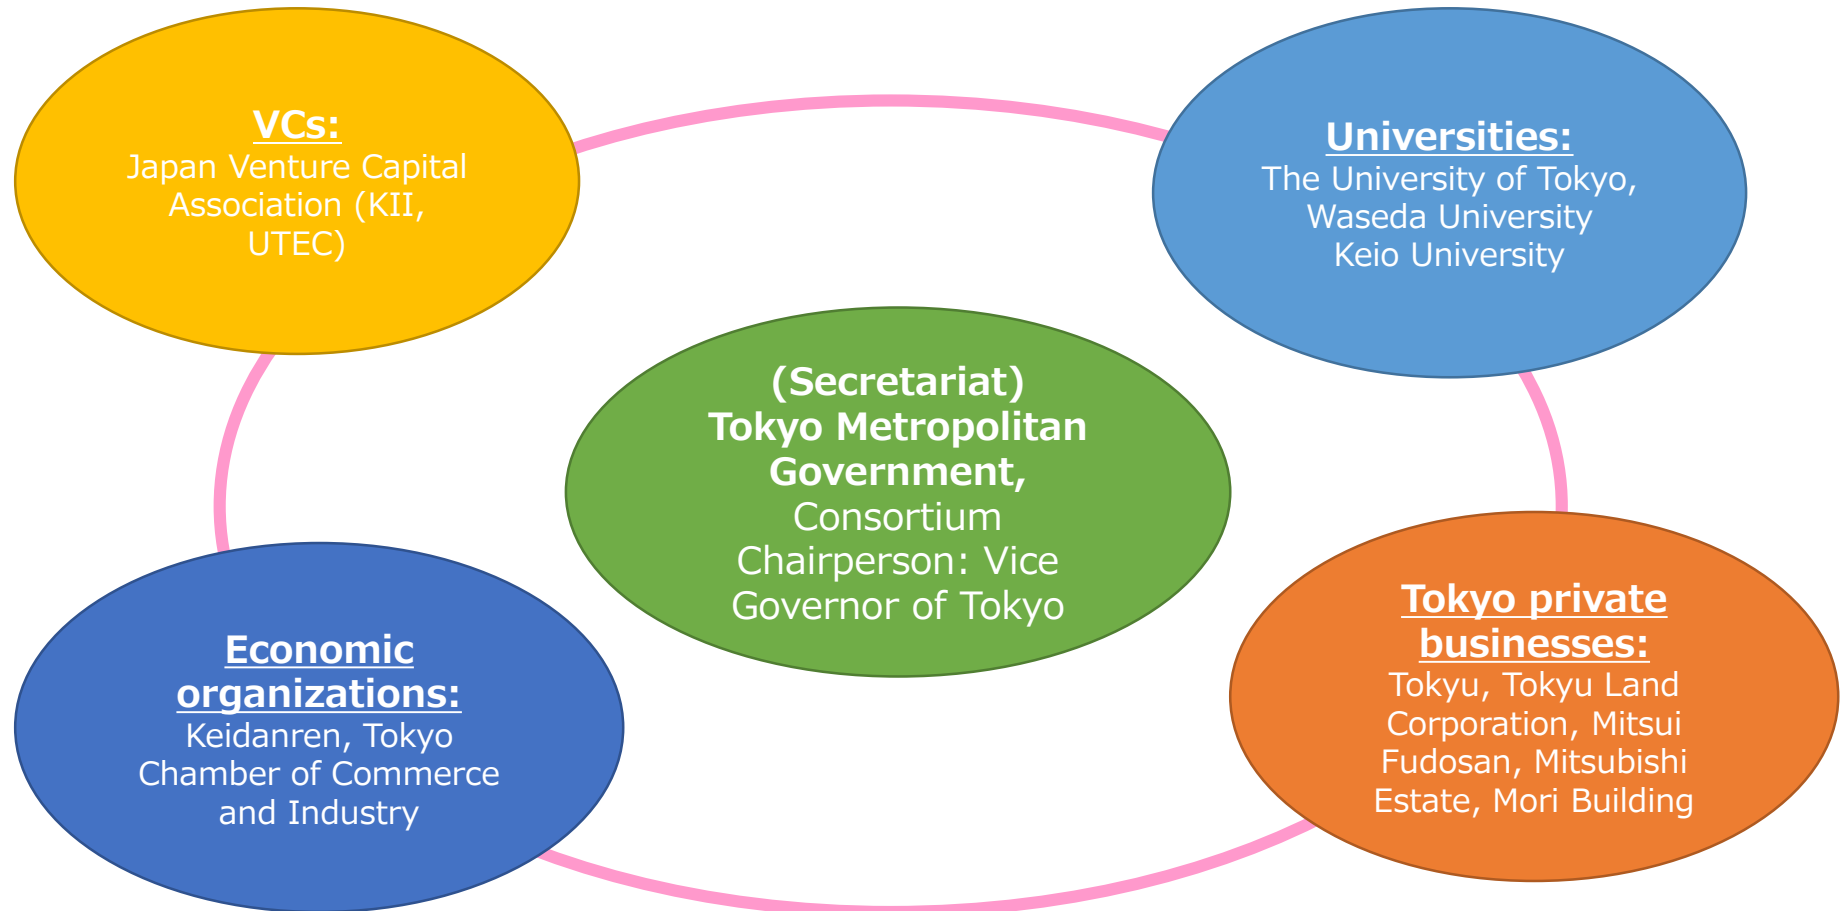 VCs:
Japan Venture Capital
Association (KII,
UTEC)
Universities:
The University of Tokyo,
Waseda University
Keio University
(Secretariat)
Tokyo Metropolitan
Government,
Consortium
Chairperson: Vice
Governor of Tokyo
Economic
organizations:
Keidanren, Tokyo
Chamber of Commerce
and Industry
Tokyo private
businesses:
Tokyu, Tokyu Land
Corporation, Mitsui
Fudosan, Mitsubishi
Estate, Mori Building